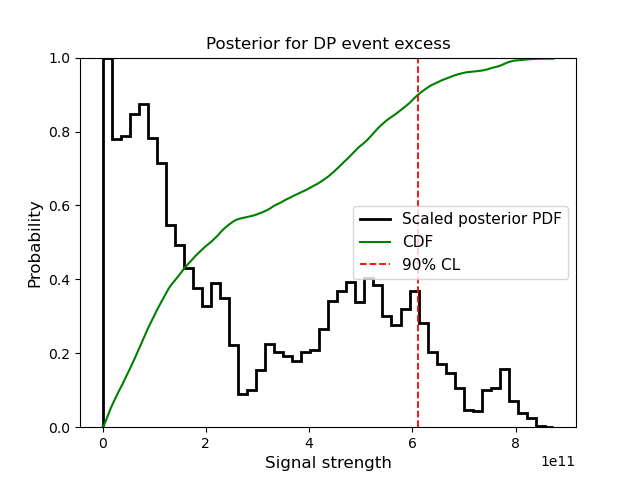 Posterior for DP event excess
1.0
0.8
0.6
0.4
0.2
0.0
Probability
Scaled posterior PDF
CDF
90% CL
0
2
4
6
8
1e11
Signal strength